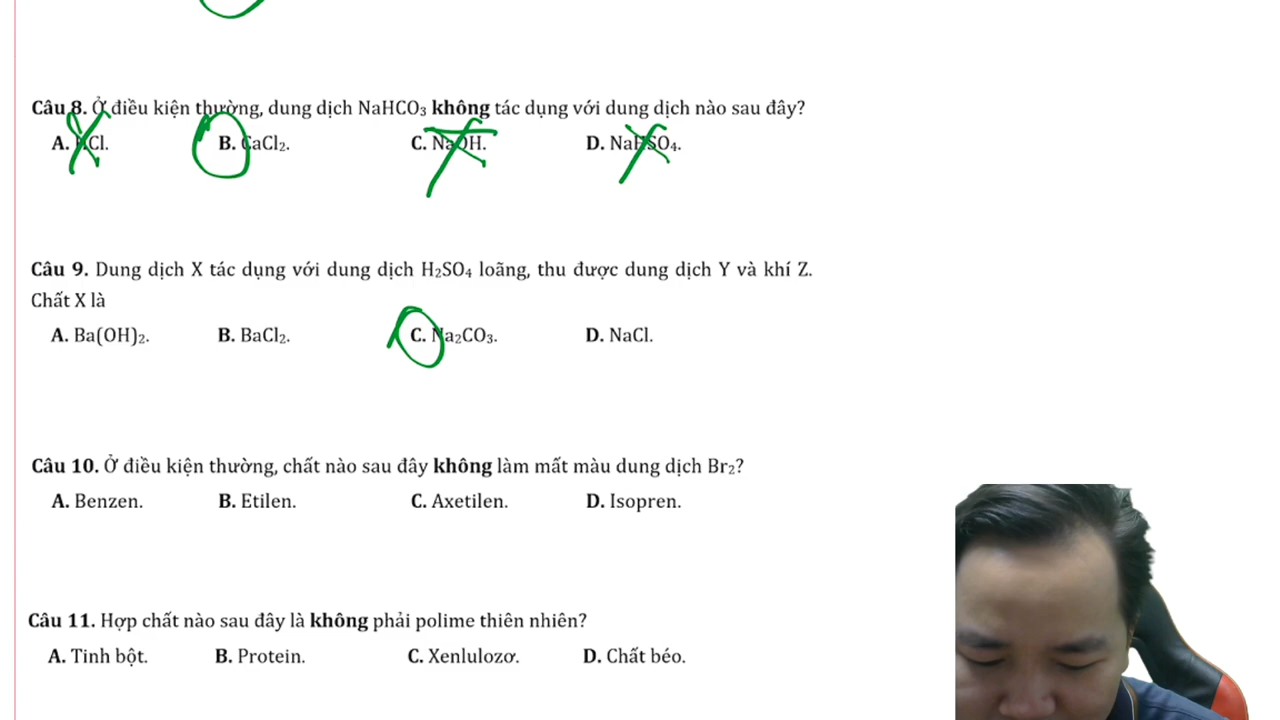 Câu 8. Ở điều kiện thường, dung dịch NaHCO₃ không tác dụng với dung dịch nào sau đây?
A. HCl. B. CaCl₂. C. NaOH. D. NaHSO₄.
Câu 9. Dung dịch X tác dụng với dung dịch H₂SO₄ loãng, thu được dung dịch Y và khí Z.
Chất X là
A. Ba(OH)₂. B. BaCl₂. C. Na₂CO₃. D. NaCl.
Câu 10. Ở điều kiện thường, chất nào sau đây không làm mất màu dung dịch Br₂?
A. Benzen. B. Etilen. C. Axetilen. D. Isopren.
Câu 11. Hợp chất nào sau đây là không phải polime thiên nhiên?
A. Tinh bột. B. Protein. C. Xenlulozơ. D. Chất béo.